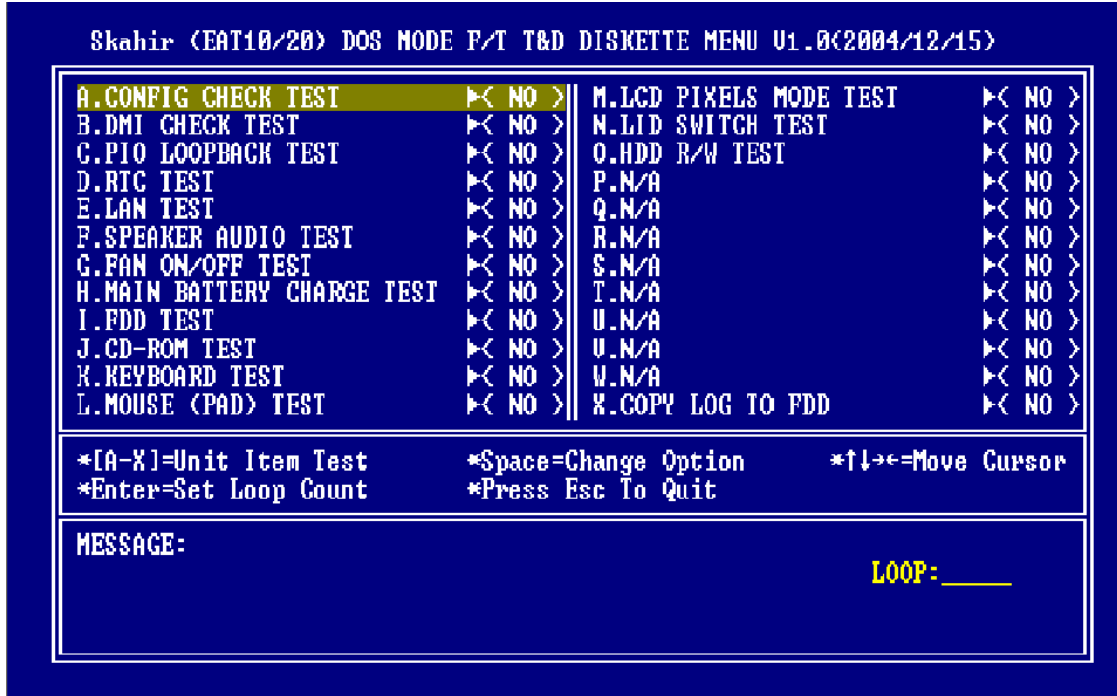 Skahir (EAT10/20) DOS MODE F/T T&D DISKETTE MENU V1.0(2004/12/15)
A.CONFIG CHECK TEST ►< NO >
B.DMI CHECK TEST ►< NO >
C.PIO LOOPBACK TEST ►< NO >
D.RTC TEST ►< NO >
E.LAN TEST ►< NO >
F.SPEAKER AUDIO TEST ►< NO >
G.FAN ON/OFF TEST ►< NO >
H.MAIN BATTERY CHARGE TEST ►< NO >
I.FDD TEST ►< NO >
J.CD-ROM TEST ►< NO >
K.KEYBOARD TEST ►< NO >
L.MOUSE (PAD) TEST ►< NO >
M.LCD PIXELS MODE TEST ►< NO >
N.LID SWITCH TEST ►< NO >
O.HDD R/W TEST ►< NO >
P.N/A ►< NO >
Q.N/A ►< NO >
R.N/A ►< NO >
S.N/A ►< NO >
T.N/A ►< NO >
U.N/A ►< NO >
V.N/A ►< NO >
W.N/A ►< NO >
X.COPY LOG TO FDD ►< NO >
*[A-X]=Unit Item Test *Space=Change Option *↑↓→←=Move Cursor
*Enter=Set Loop Count *Press Esc To Quit
MESSAGE:
LOOP:_____